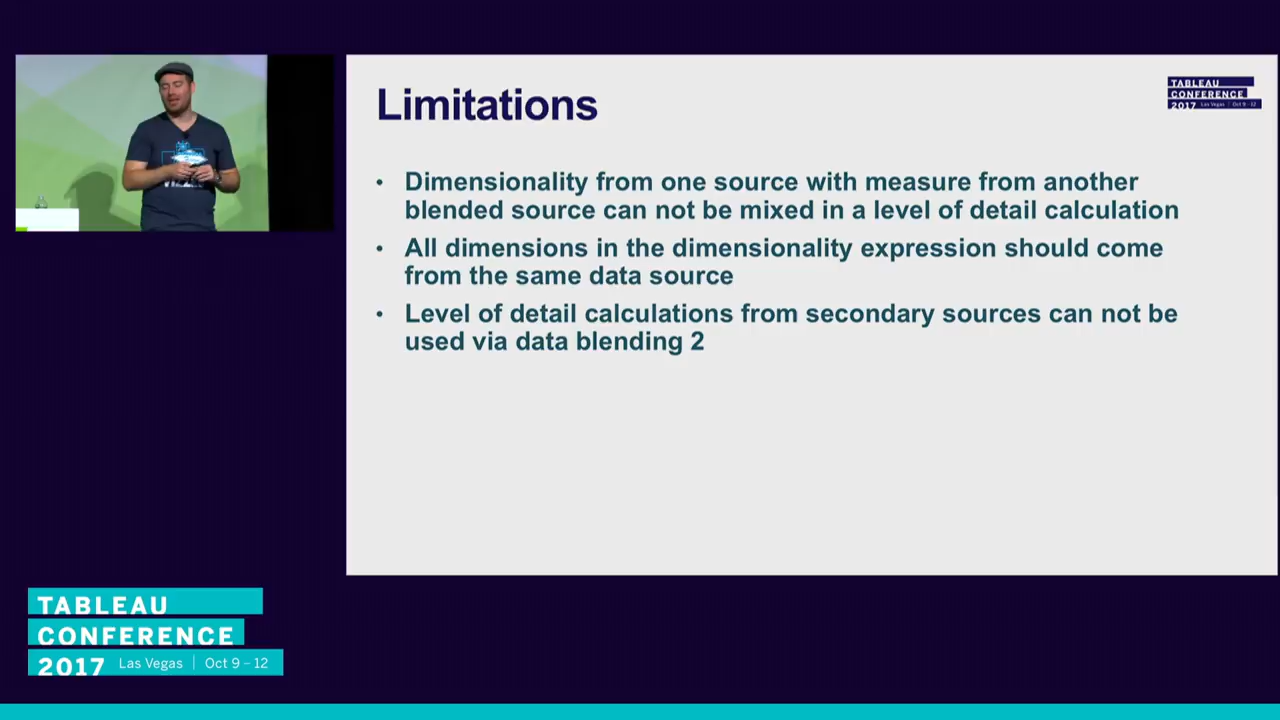 Limitations
TABLEAU
CONFERENCE
2017 Las Vegas | Oct 9 - 12
• Dimensionality from one source with measure from another
blended source can not be mixed in a level of detail calculation
• All dimensions in the dimensionality expression should come
from the same data source
• Level of detail calculations from secondary sources can not be
used via data blending 2
TABLEAU
CONFERENCE
2017 Las Vegas | Oct 9 – 12